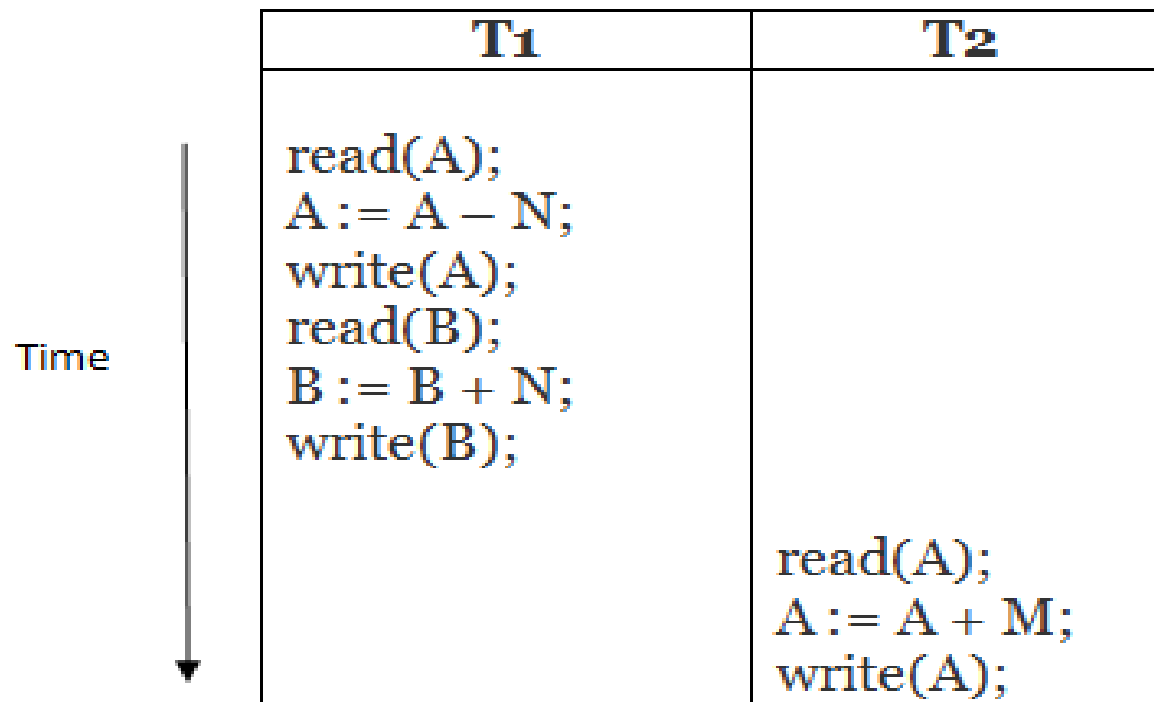 T1 T2
read(A);
A := A – N;
write(A);
read(B);
Time
B := B + N;
write(B);
read(A);
A := A + M;
write(A);